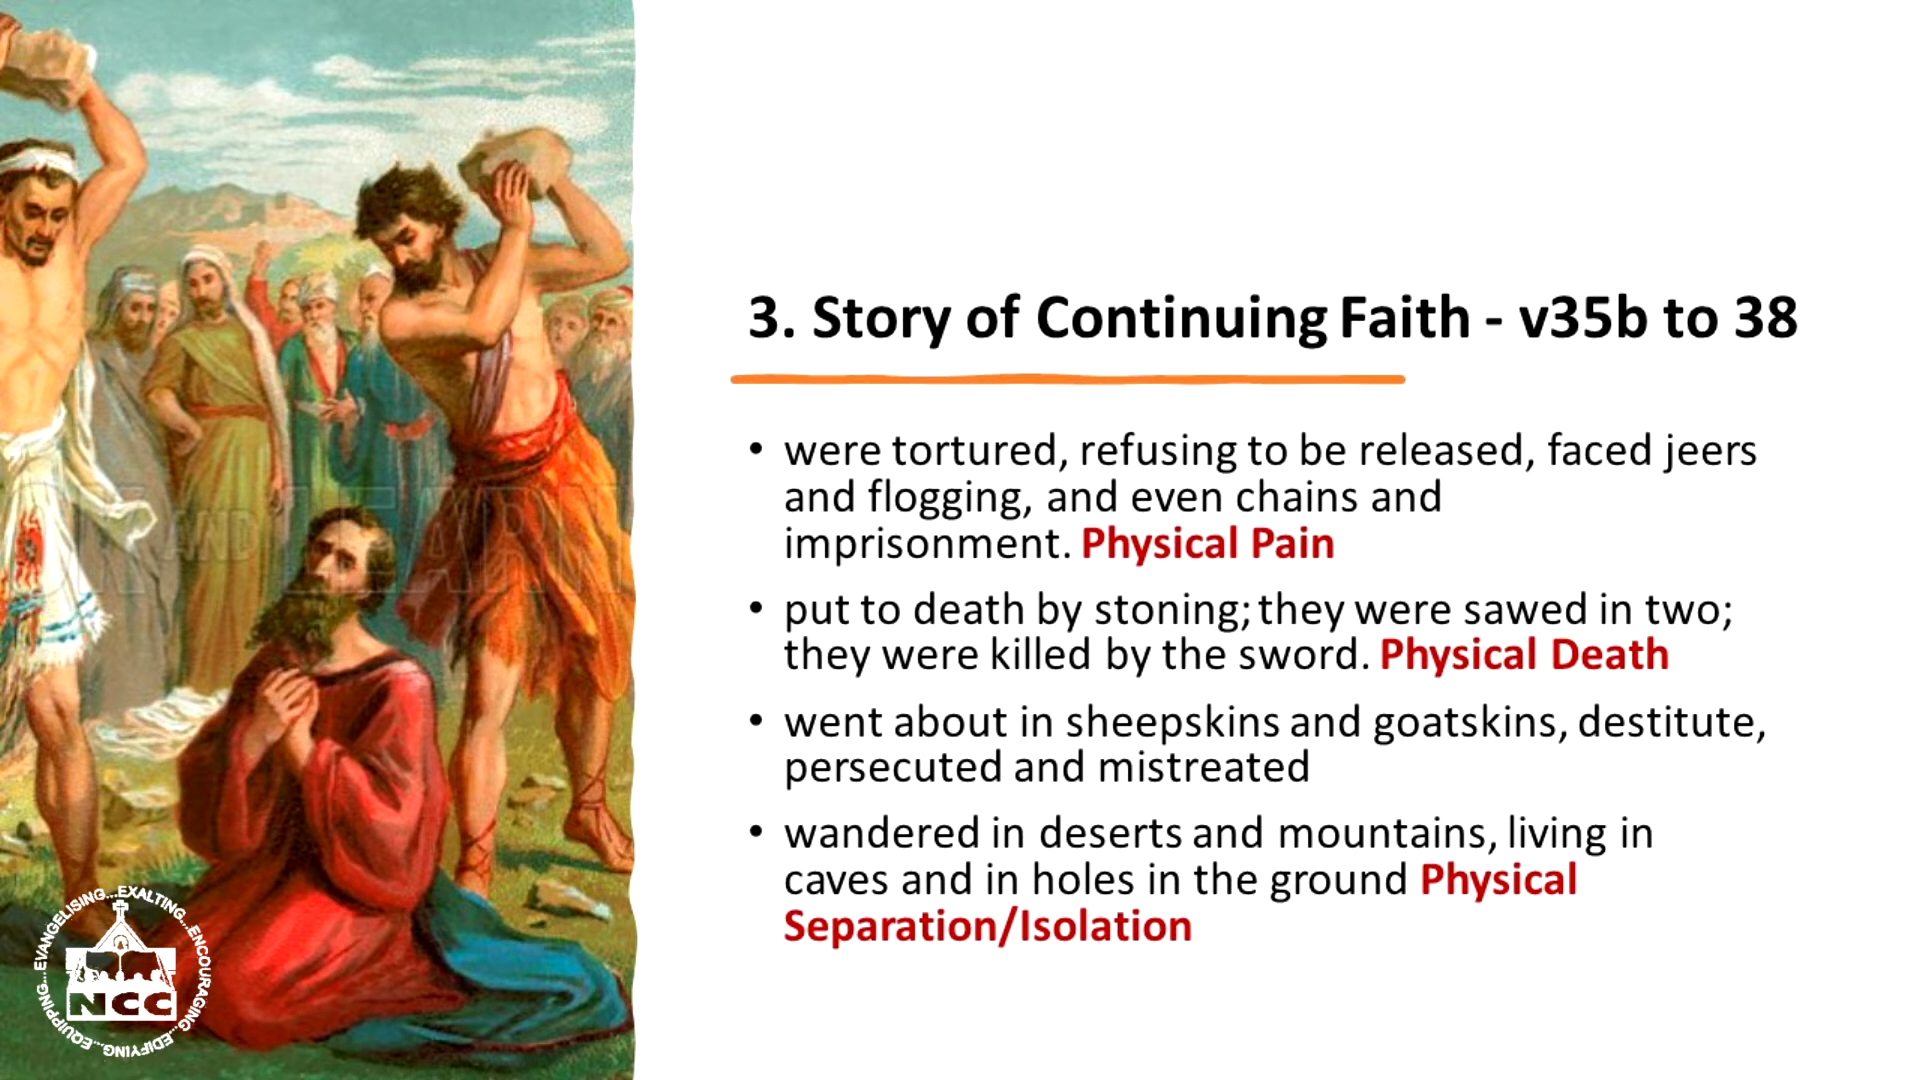 3. Story of Continuing Faith - v35b to 38
• were tortured, refusing to be released, faced jeers
and flogging, and even chains and
imprisonment. Physical Pain
• put to death by stoning; they were sawed in two;
they were killed by the sword. Physical Death
• went about in sheepskins and goatskins, destitute,
persecuted and mistreated
• wandered in deserts and mountains, living in
caves and in holes in the ground Physical
Separation/Isolation
AND LEARN
EVANGELISING...EXALTING...ENCOURAGING...EDIFYING...EQUIPPING...
NCC